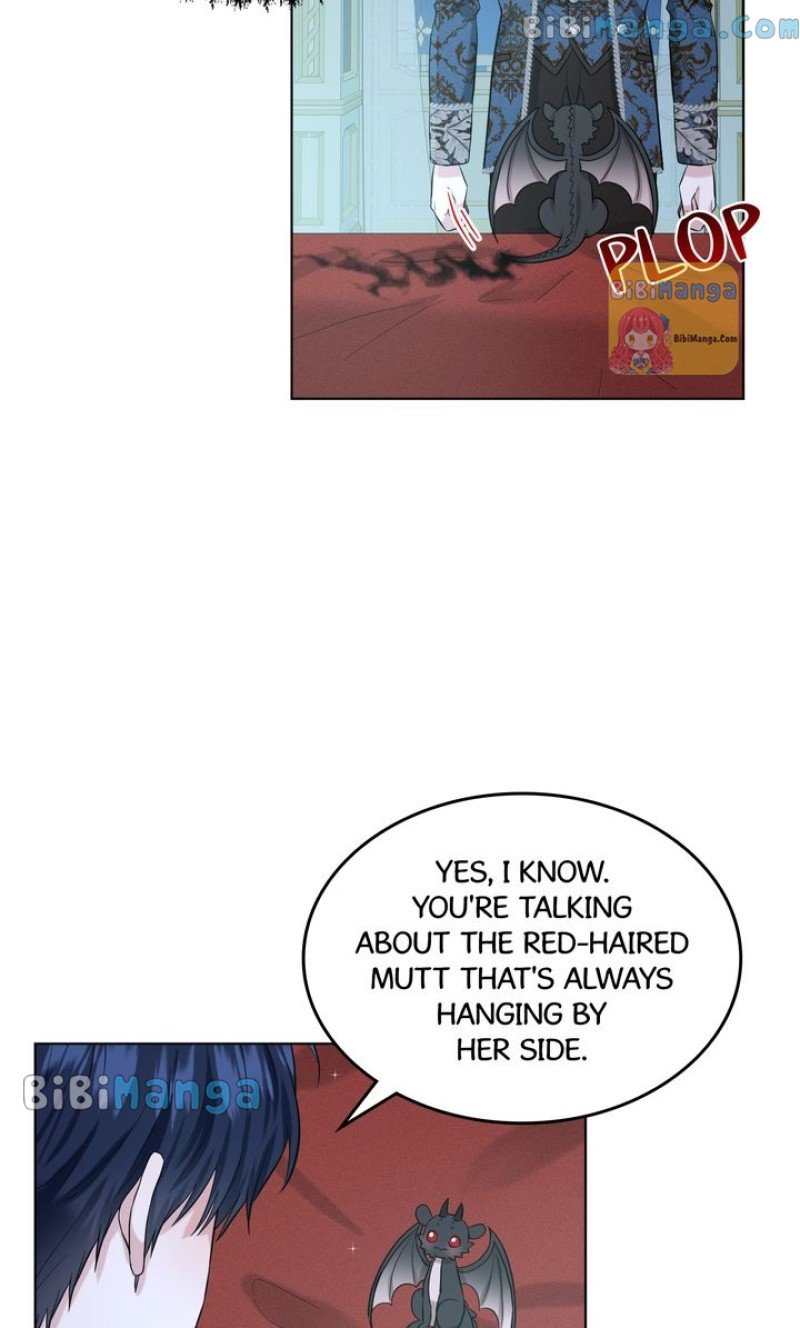 BiBiManga.Com
PLOP
BiBiManga
BibiManga.Com
YES, I KNOW.
YOU'RE TALKING
ABOUT THE RED-HAIRED
MUTT THAT'S ALWAYS
HANGING BY
HER SIDE.
BiBiManga